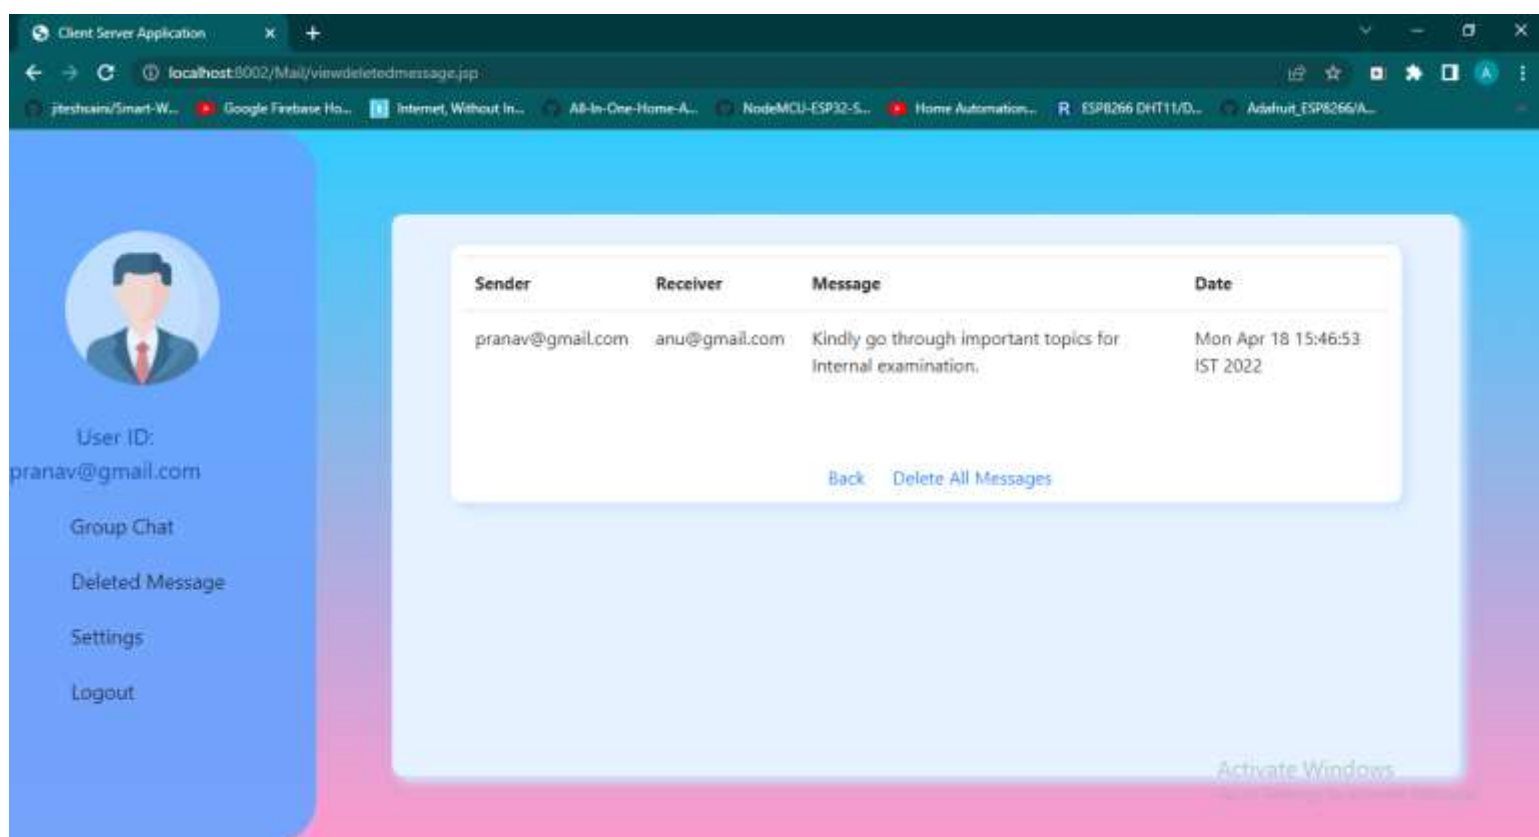 Client Server Application
localhost:8002/Mail/viewdeletedmessage.jsp
jiteshsaini/Smart-W... Google Firebase Ho... Internet, Without In... All-In-One-Home-A... NodeMCU-ESP32-S... Home Automation... ESP8266 DHT11/D... Adafruit_ESP8266/A...
Sender Receiver Message Date
pranav@gmail.com anu@gmail.com Kindly go through important topics for Mon Apr 18 15:46:53
Internal examination. IST 2022
Back Delete All Messages
User ID:
pranav@gmail.com
Group Chat
Deleted Message
Settings
Logout
Activate Windows